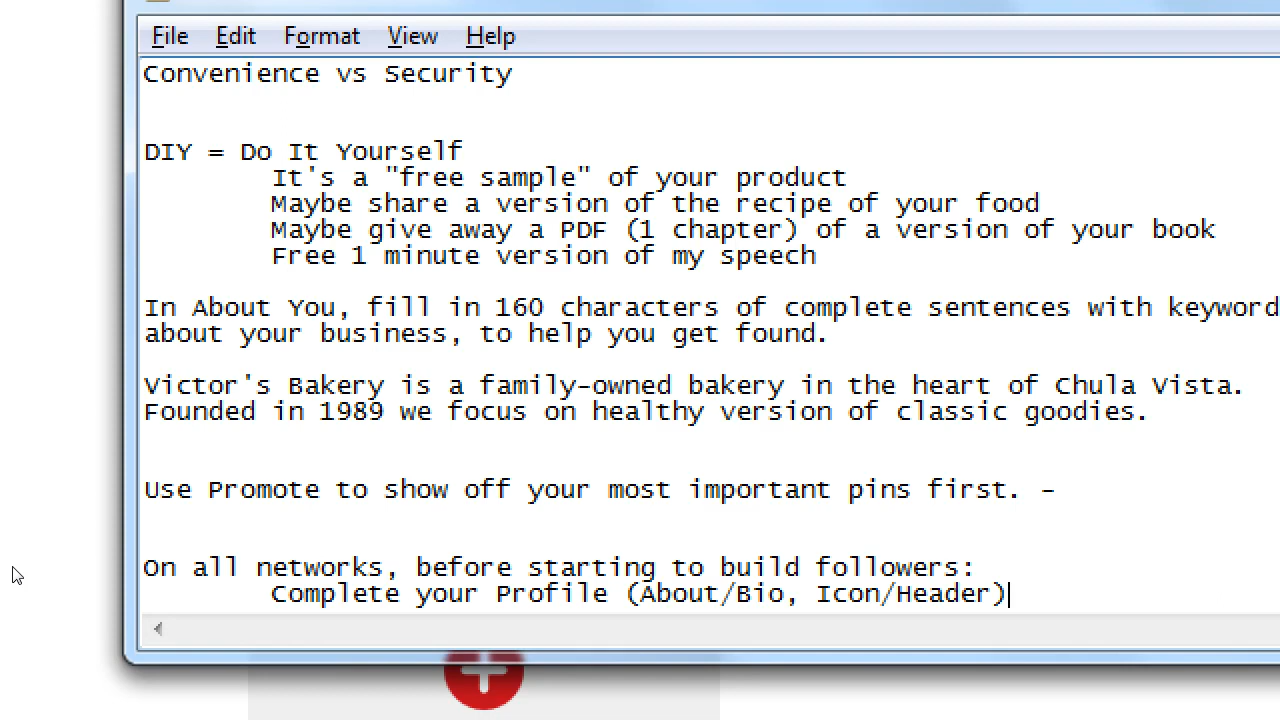 File Edit Format View Help
Convenience vs Security
DIY = Do It Yourself
It's a "free sample" of your product
Maybe share a version of the recipe of your food
Maybe give away a PDF (1 chapter) of a version of your book
Free 1 minute version of my speech
In About You, fill in 160 characters of complete sentences with keyword
about your business, to help you get found.
Victor's Bakery is a family-owned bakery in the heart of Chula Vista.
Founded in 1989 we focus on healthy version of classic goodies.
Use Promote to show off your most important pins first. -
On all networks, before starting to build followers:
Complete your Profile (About/Bio, Icon/Header)